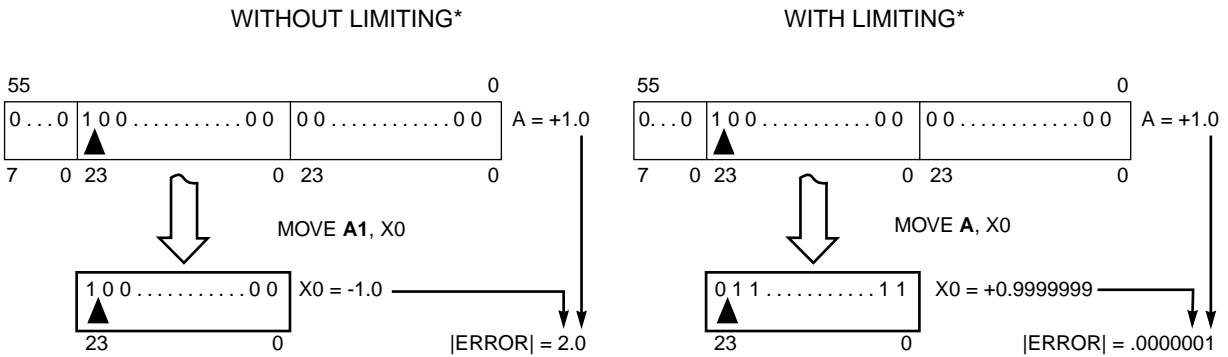 WITHOUT LIMITING*
55 0
0...0 1 0 0...........0 0 0 0............0 0 A = +1.0
7 0 23 0 23 0
MOVE A1, X0
1 0 0...........0 0 X0 = -1.0
23 0 |ERROR| = 2.0
WITH LIMITING*
55 0
0...0 1 0 0...........0 0 0 0............0 0 A = +1.0
7 0 23 0 23 0
MOVE A, X0
0 1 1...........1 1 X0 = +0.9999999
23 0 |ERROR| = .0000001